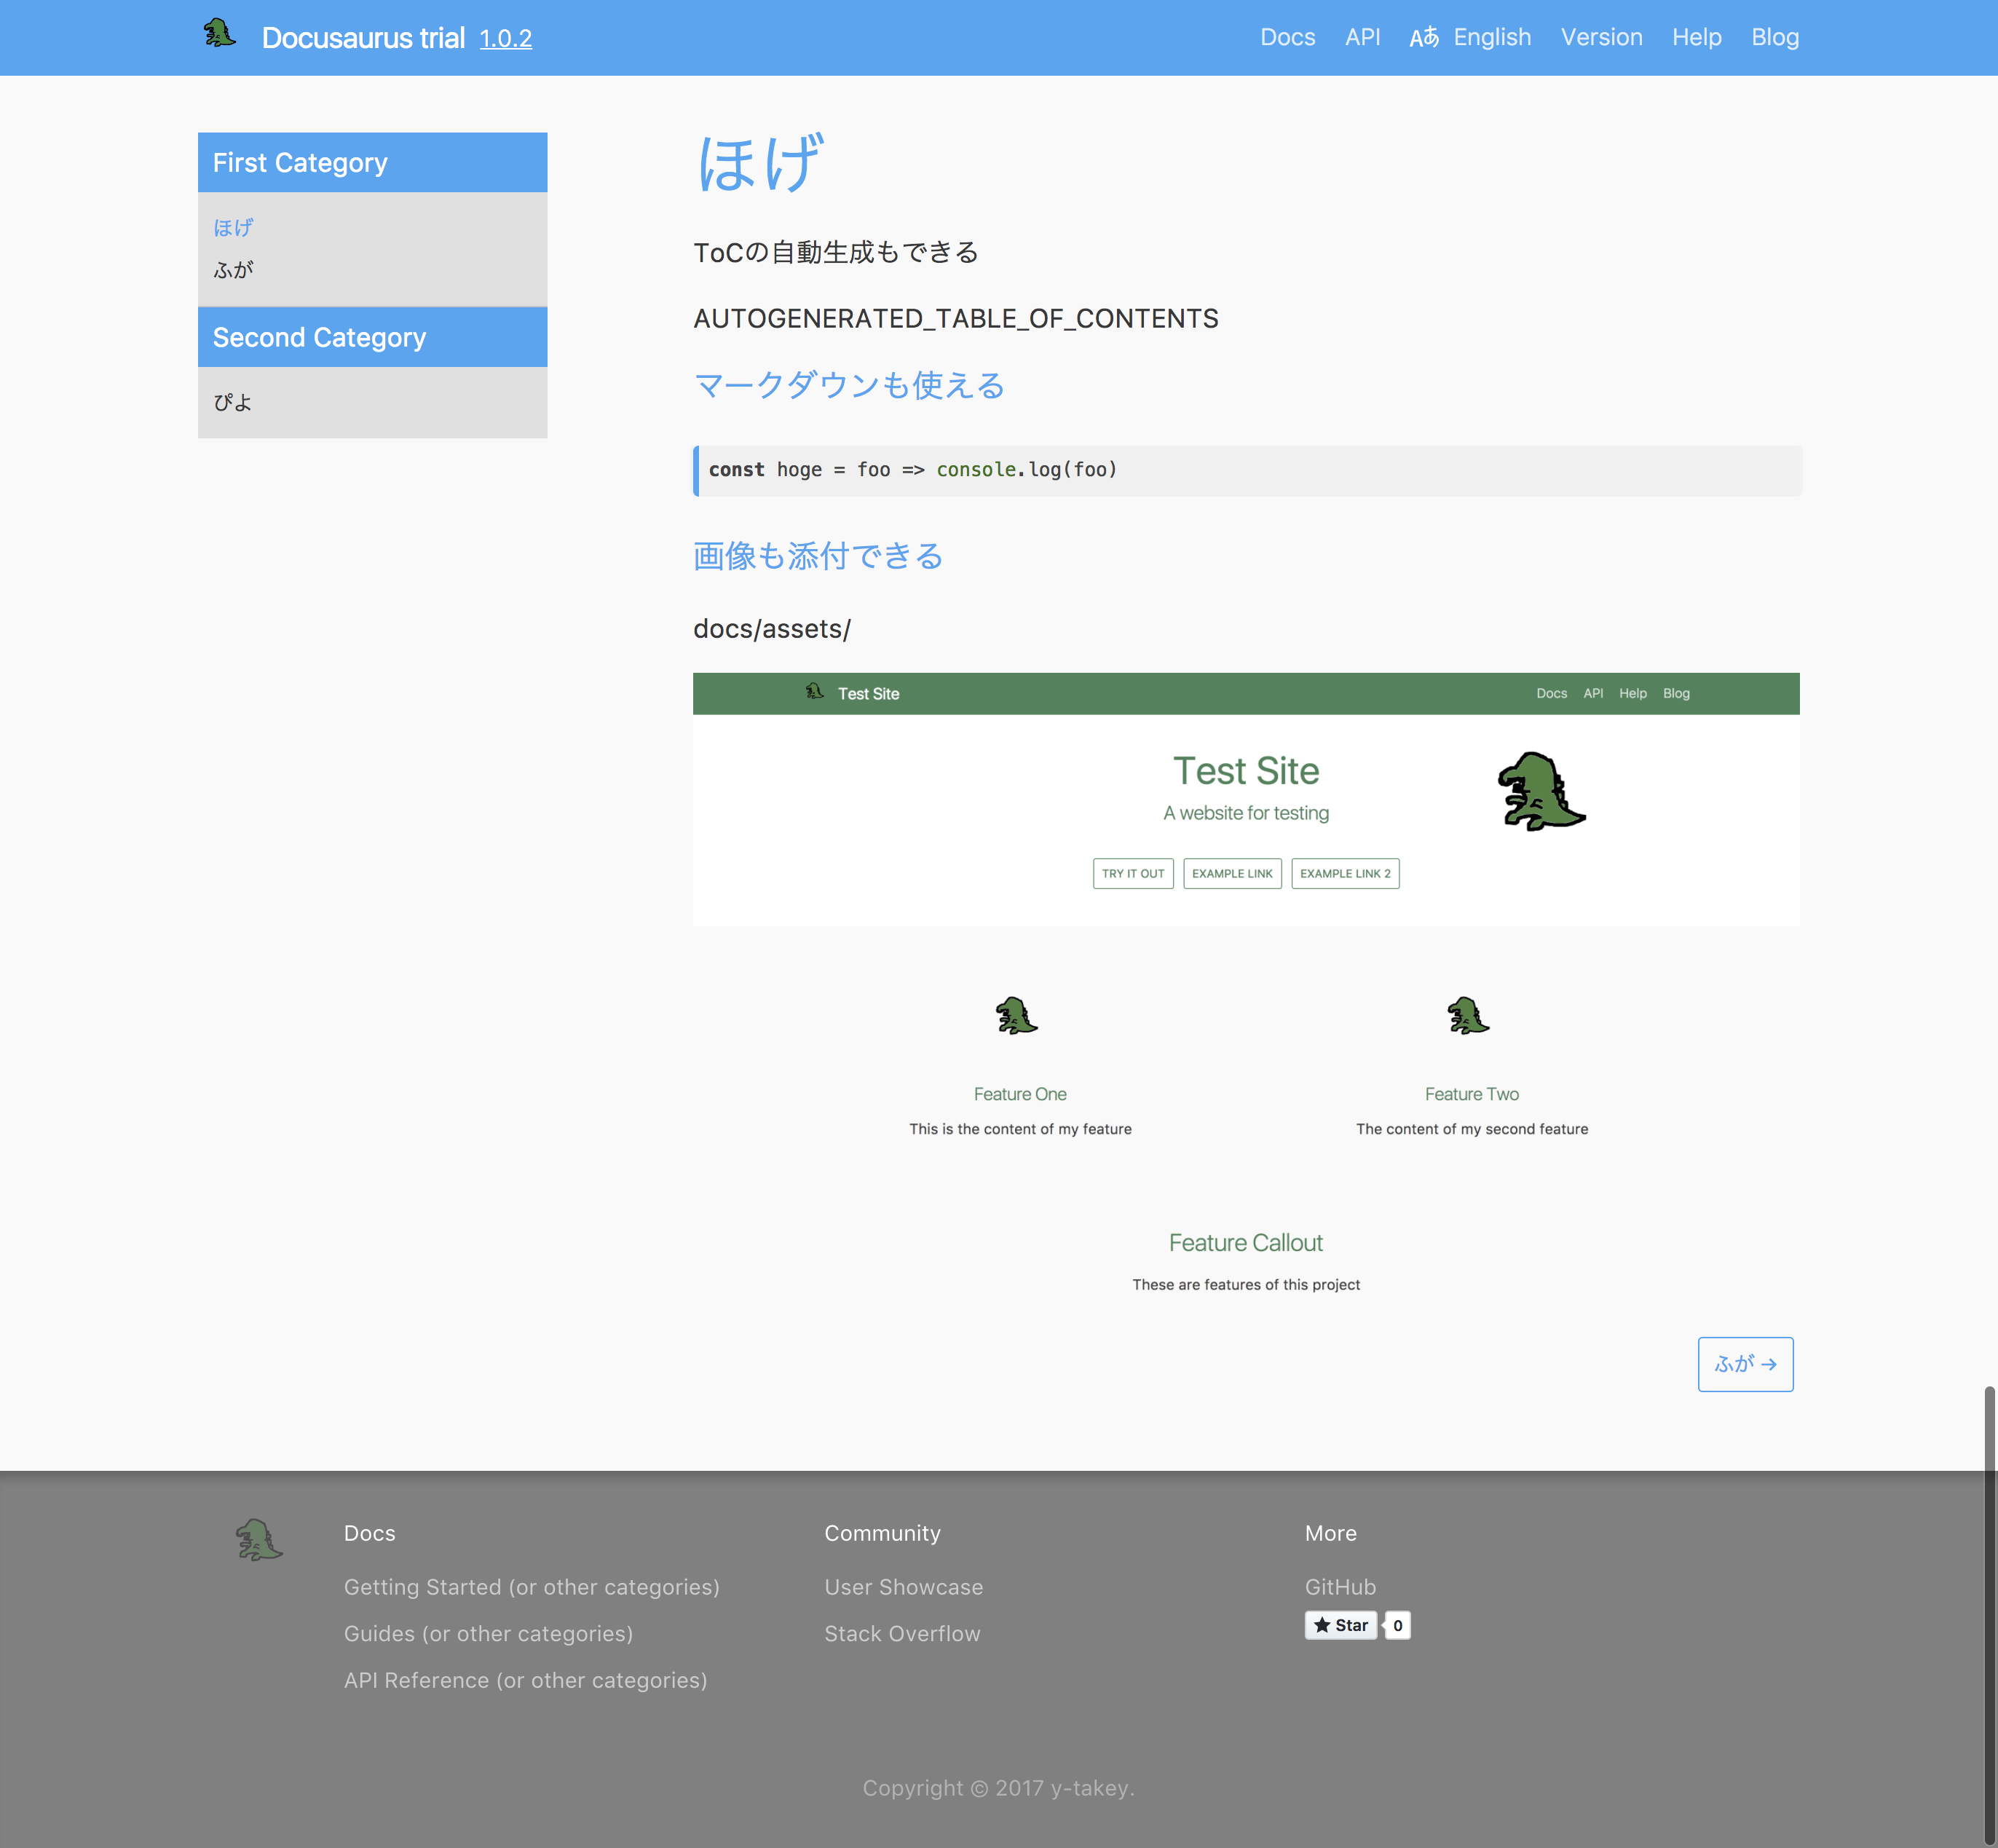 Docusaurus trial 1.0.2 Docs API Aあ English Version Help Blog
First Category
ほげ
ふが
Second Category
ぴよ
ほげ
ToCの自動生成もできる
AUTOGENERATED_TABLE_OF_CONTENTS
マークダウンも使える
const hoge = foo => console.log(foo)
画像も添付できる
docs/assets/
Test Site Docs API Help Blog
Test Site
A website for testing
TRY IT OUT EXAMPLE LINK EXAMPLE LINK 2
Feature One
This is the content of my feature
Feature Two
The content of my second feature
Feature Callout
These are features of this project
ふが →
Docs
Getting Started (or other categories)
Guides (or other categories)
API Reference (or other categories)
Community
User Showcase
Stack Overflow
More
GitHub
★ Star 0
Copyright © 2017 y-takey.